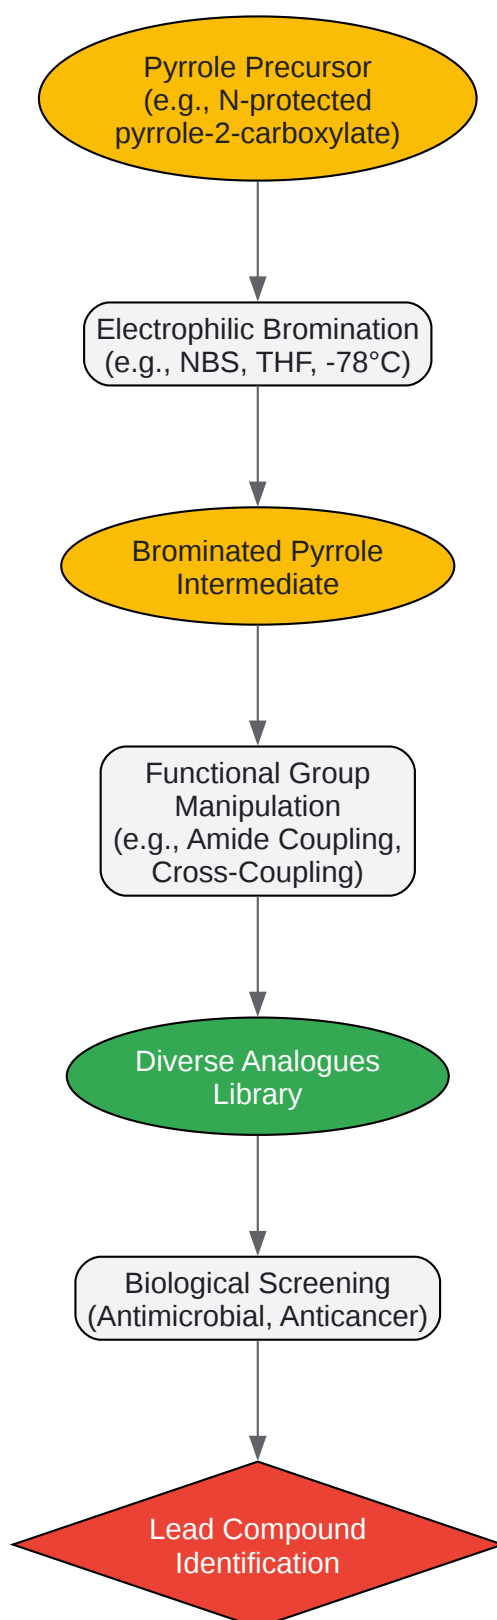 Pyrrole Precursor
(e.g., N-protected
pyrrole-2-carboxylate)
Electrophilic Bromination
(e.g., NBS, THF, -78°C)
Brominated Pyrrole
Intermediate
Functional Group
Manipulation
(e.g., Amide Coupling,
Cross-Coupling)
Diverse Analogues
Library
Biological Screening
(Antimicrobial, Anticancer)
Lead Compound
Identification